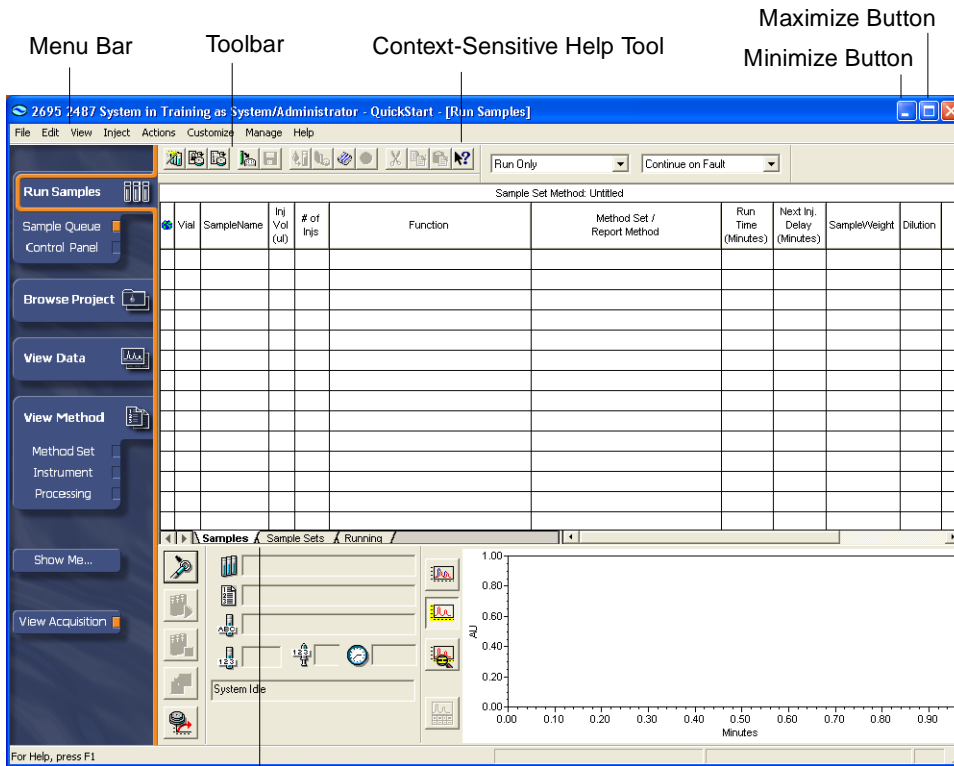 Maximize Button
Menu Bar
Toolbar
Context-Sensitive Help Tool
Minimize Button
2695 2487 System in Training as System/Administrator - QuickStart - [Run Samples]
File Edit View Inject Actions Customize Manage Help
Run Only
Continue on Fault
Run Samples
Sample Queue
Control Panel
Browse Project
View Data
View Method
Method Set
Instrument
Processing
Show Me...
View Acquisition
Sample Set Method: Untitled
Vial
SampleName
Inj
Vol
(ul)
# of
Injs
Function
Method Set /
Report Method
Run
Time
(Minutes)
Next Inj.
Delay
(Minutes)
SampleWeight
Dilution
Samples
Sample Sets
Running
System Idle
AU
1.00
0.80
0.60
0.40
0.20
0.00
0.00 0.10 0.20 0.30 0.40 0.50 0.60 0.70 0.80 0.90
Minutes
For Help, press F1